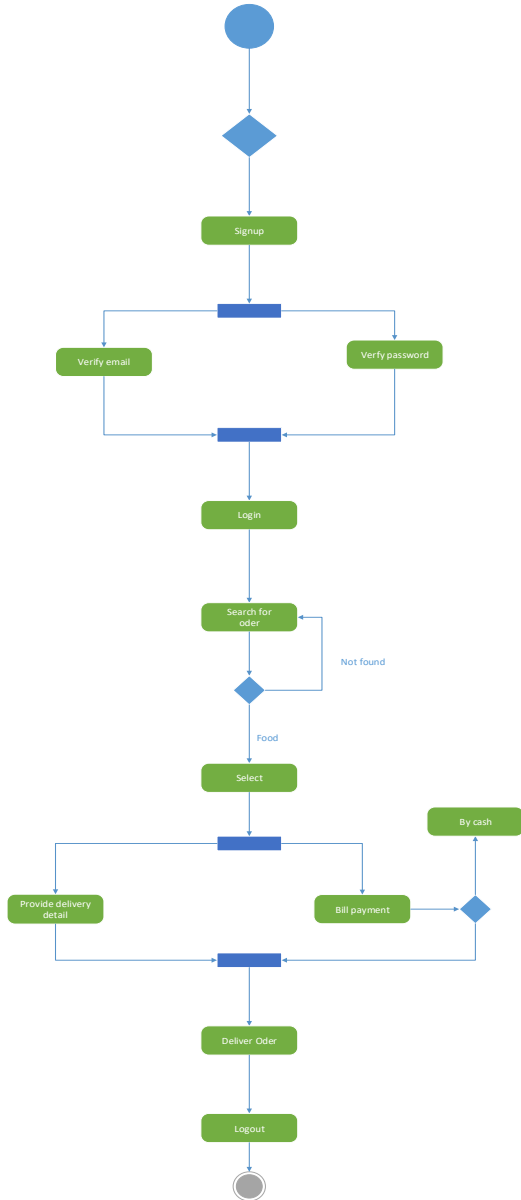 Signup
Verify email
Verfy password
Login
Search for
oder
Not found
Food
Select
By cash
Provide delivery
detail
Bill payment
Deliver Oder
Logout